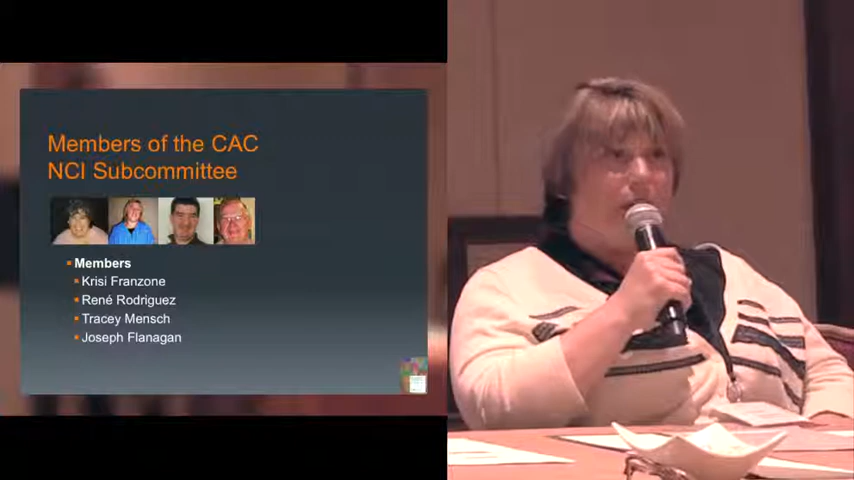 Members of the CAC
NCI Subcommittee
Members
Krisi Franzone
René Rodriguez
Tracey Mensch
Joseph Flanagan